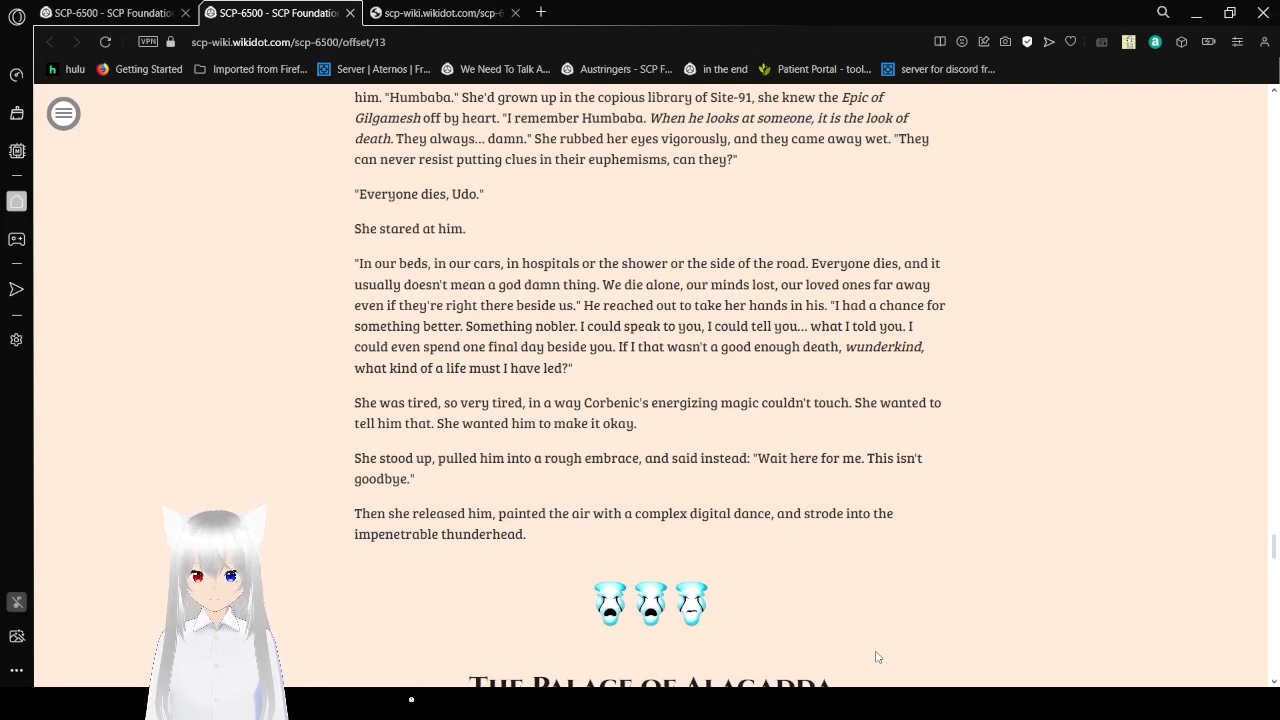 SCP-6500 - SCP Foundatio
SCP-6500 - SCP Foundatio
scp-wiki.wikidot.com/scp-6
VPN
scp-wiki.wikidot.com/scp-6500/offset/13
hulu
Getting Started
Imported from Firef...
Server | Aternos | Fr...
We Need To Talk A...
Austringers - SCP F...
in the end
Patient Portal - tool...
server for discord fr...
him. "Humbaba." She'd grown up in the copious library of Site-91, she knew the Epic of
Gilgamesh off by heart. "I remember Humbaba. When he looks at someone, it is the look of
death. They always... damn." She rubbed her eyes vigorously, and they came away wet. "They
can never resist putting clues in their euphemisms, can they?"
"Everyone dies, Udo."
She stared at him.
"In our beds, in our cars, in hospitals or the shower or the side of the road. Everyone dies, and it
usually doesn't mean a god damn thing. We die alone, our minds lost, our loved ones far away
even if they're right there beside us." He reached out to take her hands in his. "I had a chance for
something better. Something nobler. I could speak to you, I could tell you... what I told you. I
could even spend one final day beside you. If I that wasn't a good enough death, wunderkind,
what kind of a life must I have led?"
She was tired, so very tired, in a way Corbenic's energizing magic couldn't touch. She wanted to
tell him that. She wanted him to make it okay.
She stood up, pulled him into a rough embrace, and said instead: "Wait here for me. This isn't
goodbye."
Then she released him, painted the air with a complex digital dance, and strode into the
impenetrable thunderhead.
The Palace of Alagadda